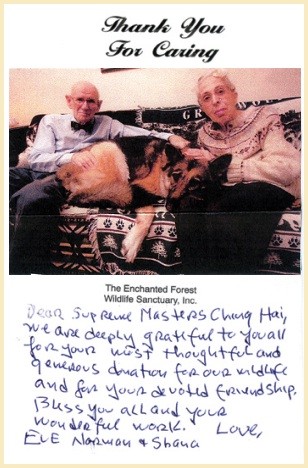 Thank You
For Caring
The Enchanted Forest
Wildlife Sanctuary, Inc.
Dear Supreme Masters Ching Hai,
we are deeply grateful to you all
for your most thoughtful and
generous donation for our wildlife
and for your devoted friendship.
Bless you all and your
wonderful work. Love,
Eve Norman + Shana